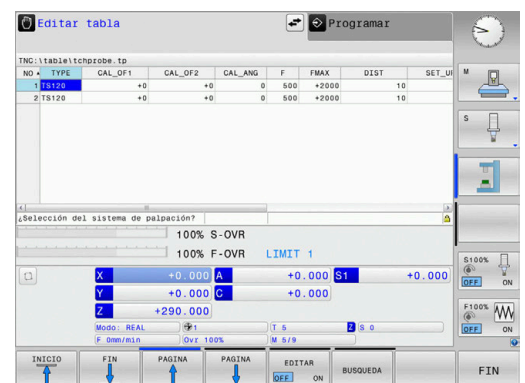 Editar tabla
Programar
TNC:\table\tchprobe.tp
NO TYPE CAL_OF1 CAL_OF2 CAL_ANG F FMAX DIST SET_UI
1 TS120 +0 +0 0 500 +2000 10
2 TS120 +0 +0 0 500 +2000 10
¿Selección del sistema de palpación?
100% S-OVR
100% F-OVR LIMIT 1
X +0.000 A +0.000 S1 +0.000
Y +0.000 C +0.000
Z +290.000
Modo: REAL 1 T 5 Z S 0
F 0mm/min Ovr 100% M 5/9
M
S
S100%
OFF ON
F100%
OFF ON
INICIO
FIN
PAGINA
PAGINA
EDITAR
OFF ON
BUSQUEDA
FIN